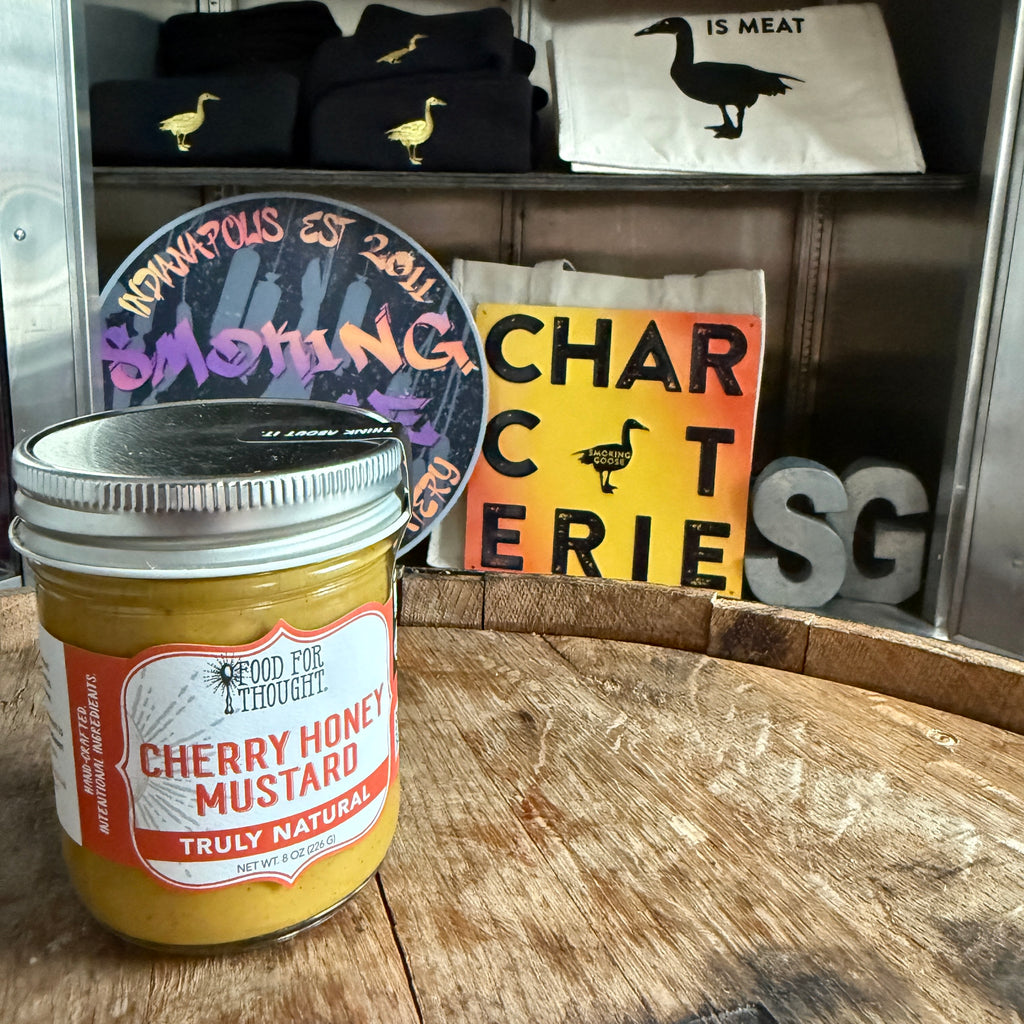 IS MEAT
INDIANAPOLIS EST 2011
SMOKING
CHAR
C T
SMOKING
GOOSE
ERIE
SG
THINK ABOUT IT.
FOOD FOR
THOUGHT
CHERRY HONEY
MUSTARD
TRULY NATURAL
NET WT. 8 OZ (226 G)
HAND-CRAFTED.
INTENTIONAL INGREDIENTS.